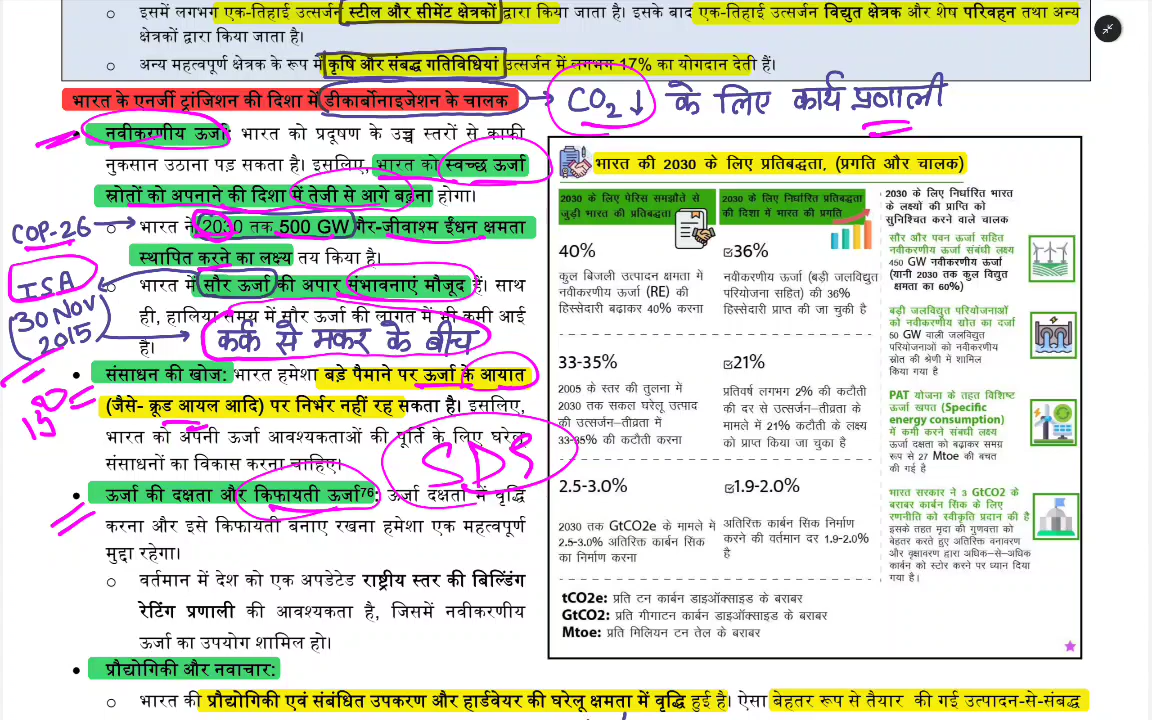 इसमें लगभग एक-तिहाई उत्सर्जन स्टील और सीमेंट क्षेत्रकों द्वारा किया जाता है। इसके बाद एक-तिहाई उत्सर्जन विद्युत क्षेत्रक और शेष परिवहन तथा अन्य
क्षेत्रकों द्वारा किया जाता है।
अन्य महत्वपूर्ण क्षेत्रक के रूप में कृषि और संबद्ध गतिविधियां उत्सर्जन में लगभग 17% का योगदान देती हैं।
भारत के एनर्जी ट्रांजिशन की दिशा में डीकार्बोनाइजेशन के चालक
CO2↓ के लिए कार्य प्रणाली
नवीकरणीय ऊर्जा: भारत को प्रदूषण के उच्च स्तरों से काफी
नुकसान उठाना पड़ सकता है। इसलिए, भारत को स्वच्छ ऊर्जा
स्रोतों को अपनाने की दिशा में तेजी से आगे बढ़ना होगा।
COP-26
भारत ने 2030 तक 500 GW गैर-जीवाश्म ईंधन क्षमता
स्थापित करने का लक्ष्य तय किया है।
ISA
(30 Nov
2015)
भारत में सौर ऊर्जा की अपार संभावनाएं मौजूद हैं। साथ
ही, हालिया समय में सौर ऊर्जा की लागत में भी कमी आई
है।
कर्क से मकर के बीच
संसाधन की खोज: भारत हमेशा बड़े पैमाने पर ऊर्जा के आयात
(जैसे- क्रूड आयल आदि) पर निर्भर नहीं रह सकता है। इसलिए,
भारत को अपनी ऊर्जा आवश्यकताओं की पूर्ति के लिए घरेलू
संसाधनों का विकास करना चाहिए।
SDS
ऊर्जा की दक्षता और किफायती ऊर्जा76: ऊर्जा दक्षता में वृद्धि
करना और इसे किफायती बनाए रखना हमेशा एक महत्वपूर्ण
मुद्दा रहेगा।
वर्तमान में देश को एक अपडेटेड राष्ट्रीय स्तर की बिल्डिंग
रेटिंग प्रणाली की आवश्यकता है, जिसमें नवीकरणीय
ऊर्जा का उपयोग शामिल हो।
प्रौद्योगिकी और नवाचार:
भारत की प्रौद्योगिकी एवं संबंधित उपकरण और हार्डवेयर की घरेलू क्षमता में वृद्धि हुई है। ऐसा बेहतर रूप से तैयार की गई उत्पादन-से-संबद्ध
भारत की 2030 के लिए प्रतिबद्धता, (प्रगति और चालक)
2030 के लिए पेरिस समझौते से
जुड़ी भारत की प्रतिबद्धता
40%
कुल बिजली उत्पादन क्षमता में
नवीकरणीय ऊर्जा (RE) की
हिस्सेदारी बढ़ाकर 40% करना
33-35%
2005 के स्तर की तुलना में
2030 तक सकल घरेलू उत्पाद
की उत्सर्जन-तीव्रता में
33-35% की कटौती करना
2.5-3.0%
2030 तक GtCO2e के मामले में
2.5-3.0% अतिरिक्त कार्बन सिंक
का निर्माण करना
2030 के लिए निर्धारित प्रतिबद्धता
की दिशा में भारत की प्रगति
36%
नवीकरणीय ऊर्जा (बड़ी जलविद्युत
परियोजना सहित) की 36%
हिस्सेदारी प्राप्त की जा चुकी है
21%
प्रतिवर्ष लगभग 2% की कटौती
की दर से उत्सर्जन-तीव्रता के
मामले में 21% कटौती के लक्ष्य
को प्राप्त किया जा चुका है
1.9-2.0%
अतिरिक्त कार्बन सिंक निर्माण
करने की वर्तमान दर 1.9-2.0%
है
2030 के लिए निर्धारित भारत
के लक्ष्यों की प्राप्ति को
सुनिश्चित करने वाले चालक
सौर और पवन ऊर्जा सहित
नवीकरणीय ऊर्जा संबंधी लक्ष्य
450 GW नवीकरणीय ऊर्जा
(यानी 2030 तक कुल विद्युत
क्षमता का 60%)
बड़ी जलविद्युत परियोजनाओं
को नवीकरणीय स्रोत का दर्जा
50 GW वाली जलविद्युत
परियोजनाओं को नवीकरणीय
स्रोत की श्रेणी में शामिल
किया गया है
PAT योजना के तहत विशिष्ट
ऊर्जा खपत (Specific
energy consumption)
में कमी करने संबंधी लक्ष्य
ऊर्जा दक्षता को बढ़ाकर समग्र
रूप से 27 Mtoe की बचत
की गई है
भारत सरकार ने 3 GtCO2 के
बराबर कार्बन सिंक के लिए
रणनीति को स्वीकृति प्रदान की है
इसके तहत मृदा की गुणवत्ता को
बेहतर करते हुए अतिरिक्त वनावरण
और वृक्षावरण द्वारा अधिक-से-अधिक
कार्बन को स्टोर करने पर ध्यान दिया
गया है।
tCO2e: प्रति टन कार्बन डाइऑक्साइड के बराबर
GtCO2: प्रति गीगाटन कार्बन डाइऑक्साइड के बराबर
Mtoe: प्रति मिलियन टन तेल के बराबर